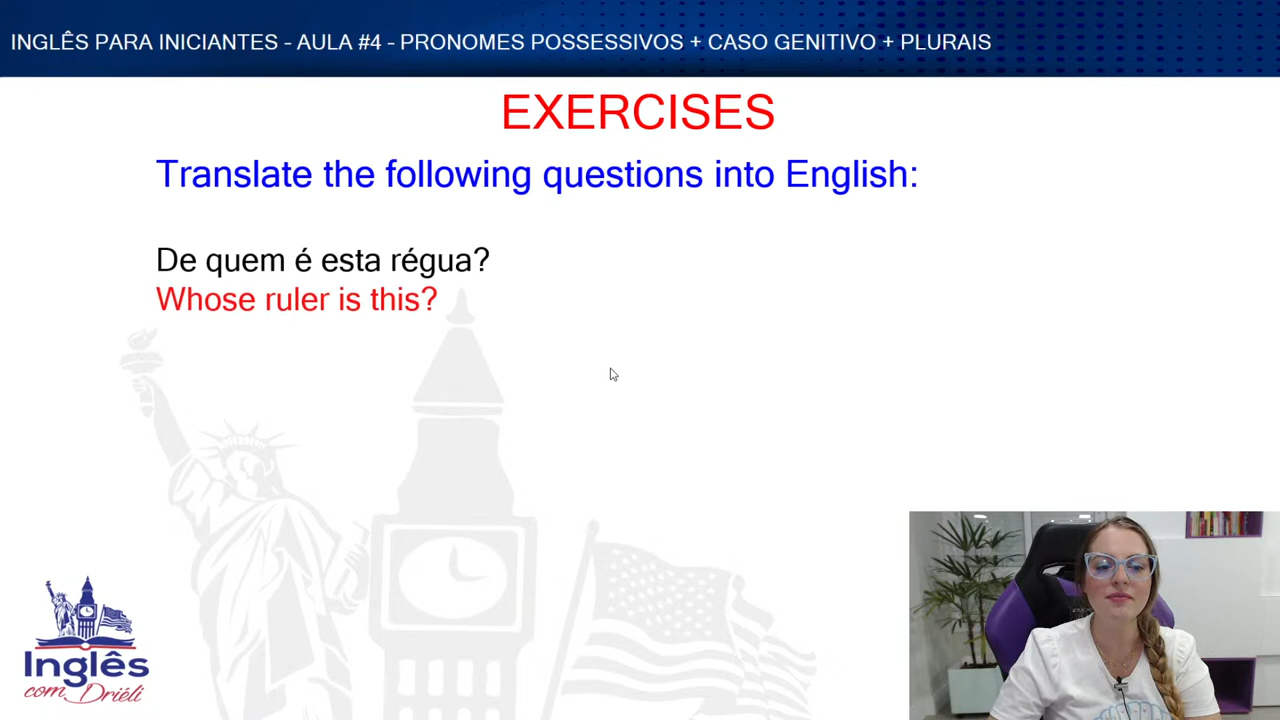 INGLÊS PARA INICIANTES - AULA #4 - PRONOMES POSSESSIVOS + CASO GENITIVO + PLURAIS
EXERCISES
Translate the following questions into English:
De quem é esta régua?
Whose ruler is this?
Inglês
com Driéli